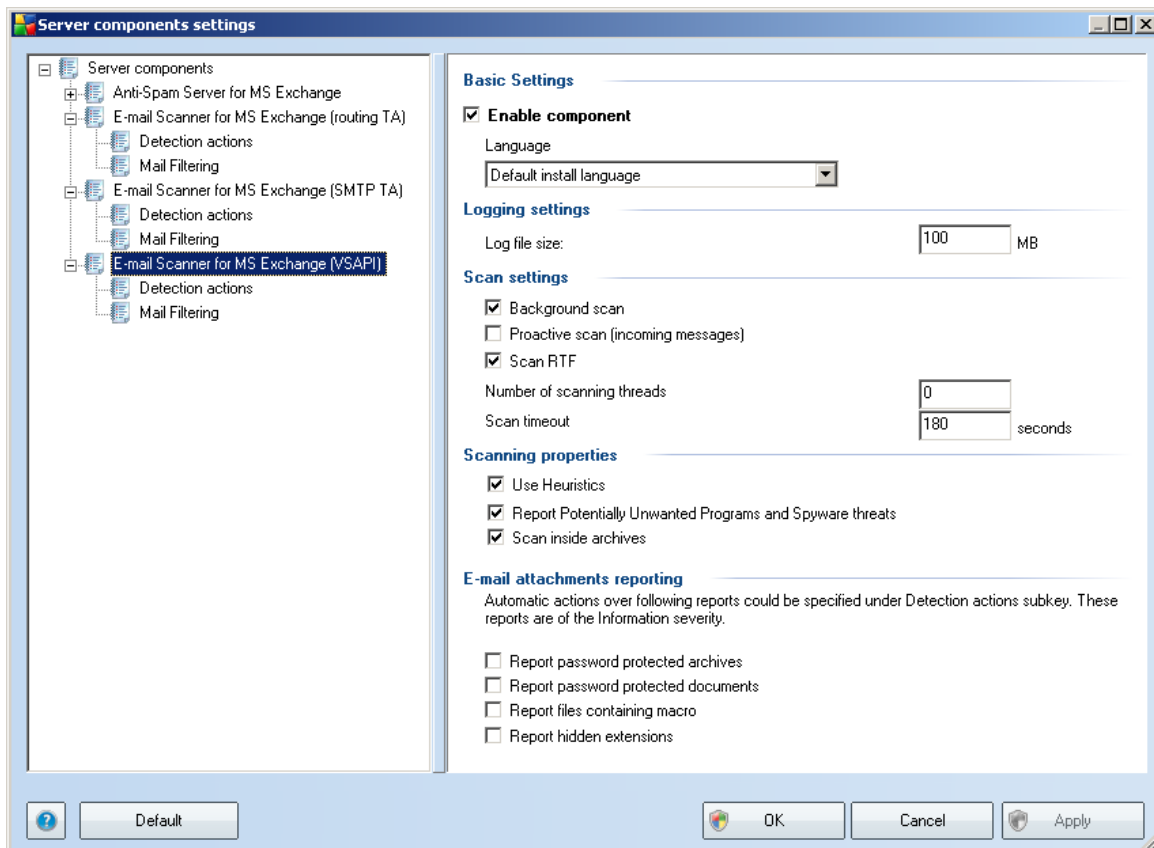 Server components settings
Server components
Anti-Spam Server for MS Exchange
E-mail Scanner for MS Exchange (routing TA)
Detection actions
Mail Filtering
E-mail Scanner for MS Exchange (SMTP TA)
Detection actions
Mail Filtering
E-mail Scanner for MS Exchange (VSAPI)
Detection actions
Mail Filtering
Basic Settings
Enable component
Language
Default install language
Logging settings
Log file size: 100 MB
Scan settings
Background scan
Proactive scan (incoming messages)
Scan RTF
Number of scanning threads 0
Scan timeout 180 seconds
Scanning properties
Use Heuristics
Report Potentially Unwanted Programs and Spyware threats
Scan inside archives
E-mail attachments reporting
Automatic actions over following reports could be specified under Detection actions subkey. These
reports are of the Information severity.
Report password protected archives
Report password protected documents
Report files containing macro
Report hidden extensions
? Default OK Cancel Apply